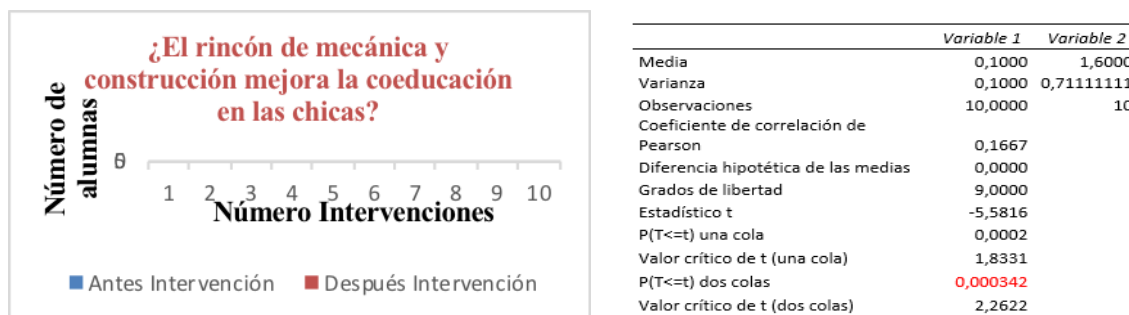 ¿El rincón de mecánica y
construcción mejora la coeducación
en las chicas?
Número de
alumnas
1 2 3 4 5 6 7 8 9 10
Número Intervenciones
Antes Intervención Después Intervención
Variable 1 Variable 2
Media 0,1000 1,6000
Varianza 0,1000 0,71111111
Observaciones 10,0000 10
Coeficiente de correlación de
Pearson 0,1667
Diferencia hipotética de las medias 0,0000
Grados de libertad 9,0000
Estadístico t -5,5816
P(T<=t) una cola 0,0002
Valor crítico de t (una cola) 1,8331
P(T<=t) dos colas 0,000342
Valor crítico de t (dos colas) 2,2622